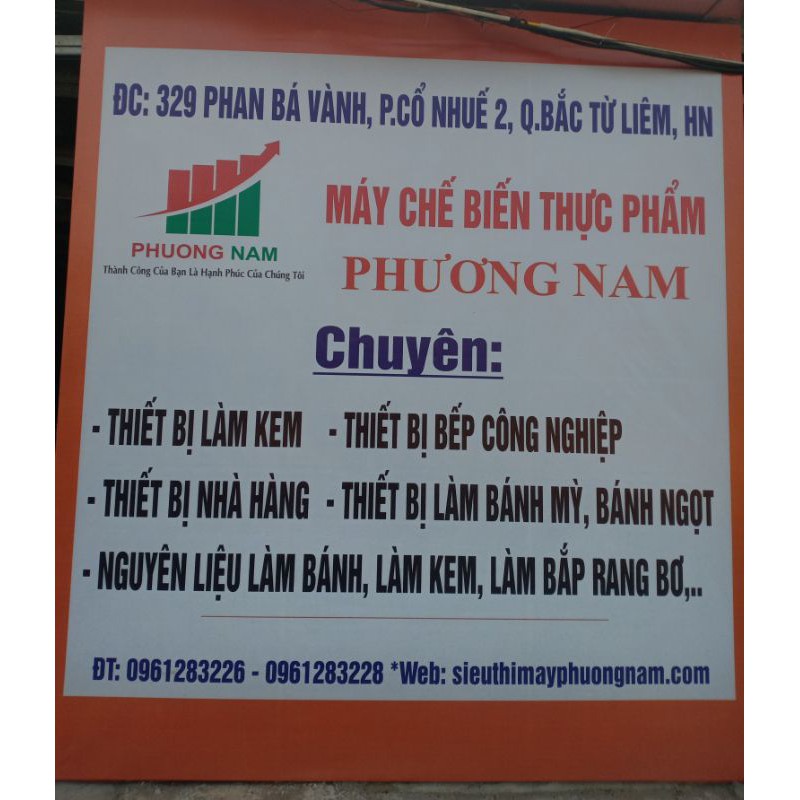 ĐC: 329 PHAN BÁ VÀNH, P.CỔ NHUẾ 2, Q.BẮC TỪ LIÊM, HN
PHUONG NAM
Thành Công Của Bạn Là Hạnh Phúc Của Chúng Tôi
MÁY CHẾ BIẾN THỰC PHẨM
PHƯƠNG NAM
Chuyên:
- THIẾT BỊ LÀM KEM - THIẾT BỊ BẾP CÔNG NGHIỆP
- THIẾT BỊ NHÀ HÀNG - THIẾT BỊ LÀM BÁNH MỲ, BÁNH NGỌT
- NGUYÊN LIỆU LÀM BÁNH, LÀM KEM, LÀM BẮP RANG BƠ,..
ĐT: 0961283226 - 0961283228 *Web: sieuthimayphuongnam.com